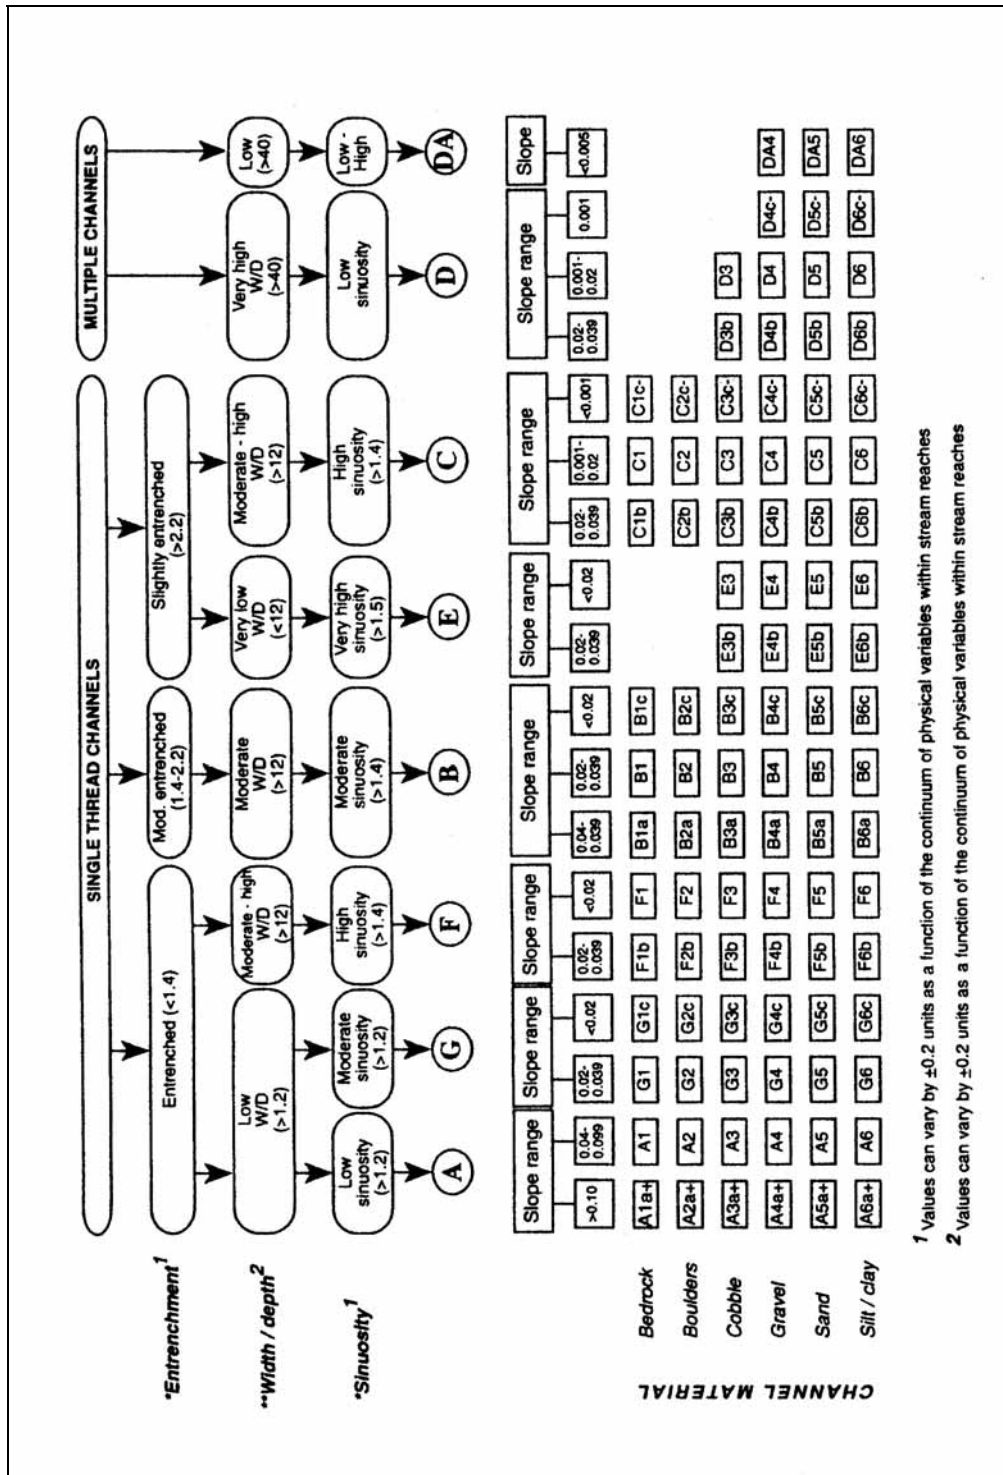 SINGLE THREAD CHANNELS
MULTIPLE CHANNELS
*Entrenchment1
Entrenched (<1.4)
Mod. entrenched
(1.4-2.2)
Slightly entrenched
(>2.2)
**Width / depth2
Low
W/D
(>1.2)
Moderate - high
W/D
(>12)
Moderate
W/D
(>12)
Very low
W/D
(<12)
Moderate - high
W/D
(>12)
Very high
W/D
(>40)
Low
(>40)
*Sinuosity1
Low
sinuosity
(>1.2)
Moderate
sinuosity
(>1.2)
High
sinuosity
(>1.4)
Moderate
sinuosity
(>1.4)
Very high
sinuosity
(>1.5)
High
sinuosity
(>1.4)
Low
sinuosity
Low -
High
A G F B E C D DA
Slope range Slope range Slope range Slope range Slope range Slope range Slope range Slope
>0.10 0.04-0.099 0.02-0.039 <0.02 0.02-0.039 <0.02 0.04-0.039 0.02-0.039 <0.02 0.02-0.039 <0.02 0.02-0.039 0.001-0.02 <0.001 0.02-0.039 0.001-0.02 0.001 <0.005
CHANNEL MATERIAL
Bedrock A1a+ A1 G1 G1c F1b F1 B1a B1 B1c C1b C1 C1c-
Boulders A2a+ A2 G2 G2c F2b F2 B2a B2 B2c C2b C2 C2c-
Cobble A3a+ A3 G3 G3c F3b F3 B3a B3 B3c E3b E3 C3b C3 C3c- D3b D3
Gravel A4a+ A4 G4 G4c F4b F4 B4a B4 B4c E4b E4 C4b C4 C4c- D4b D4 D4c- DA4
Sand A5a+ A5 G5 G5c F5b F5 B5a B5 B5c E5b E5 C5b C5 C5c- D5b D5 D5c- DA5
Silt / clay A6a+ A6 G6 G6c F6b F6 B6a B6 B6c E6b E6 C6b C6 C6c- D6b D6 D6c- DA6
1 Values can vary by ±0.2 units as a function of the continuum of physical variables within stream reaches
2 Values can vary by ±0.2 units as a function of the continuum of physical variables within stream reaches